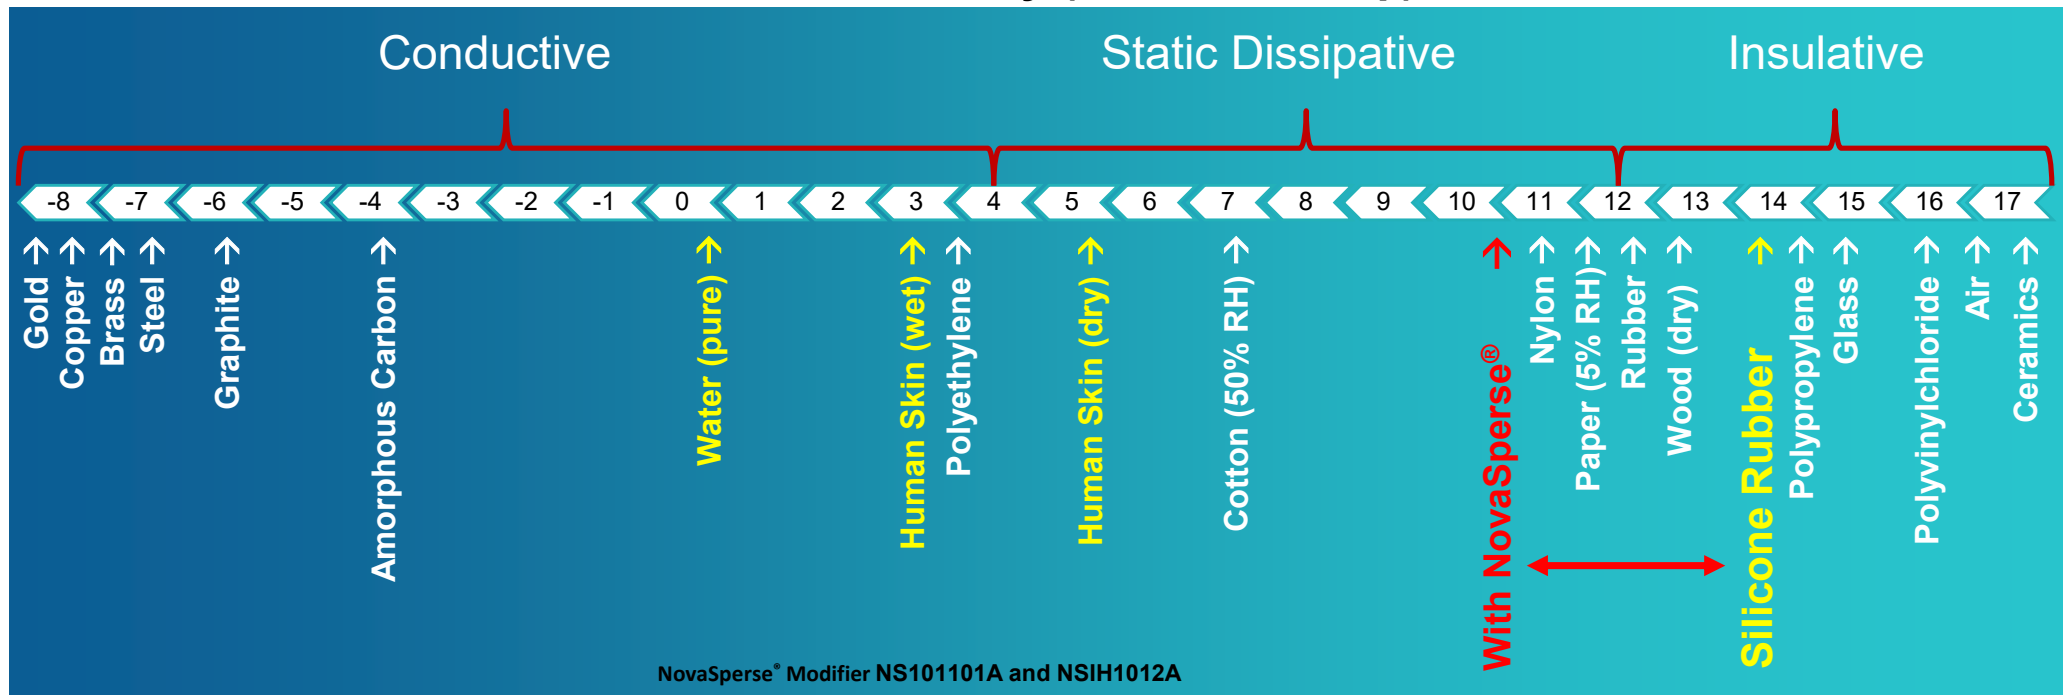 Conductive
Static Dissipative
Insulative
-8 -7 -6 -5 -4 -3 -2 -1 0 1 2 3 4 5 6 7 8 9 10 11 12 13 14 15 16 17
Gold
Copper
Brass
Steel
Graphite
Amorphous Carbon
Water (pure)
Human Skin (wet)
Polyethylene
Human Skin (dry)
Cotton (50% RH)
With NovaSperse®
Nylon
Paper (5% RH)
Rubber
Wood (dry)
Silicone Rubber
Polypropylene
Glass
Polyvinylchloride
Air
Ceramics
NovaSperse® Modifier NS101101A and NSIH1012A